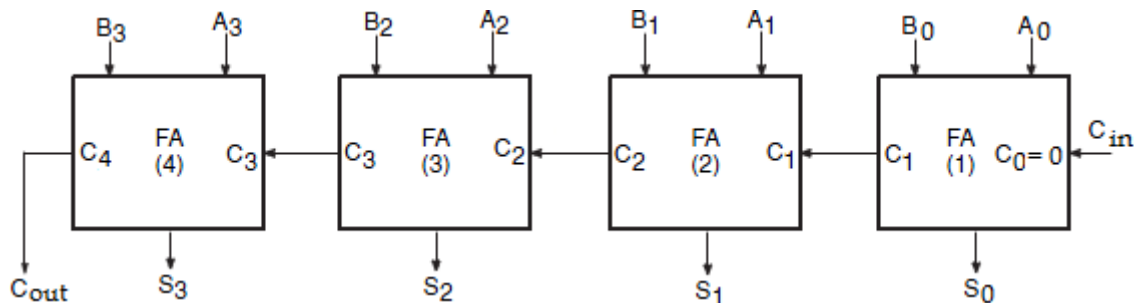 B3 A3 B2 A2 B1 A1 B0 A0
Cin
FA FA FA FA
C4 (4) C3 C3 (3) C2 C2 (2) C1 C1 (1) C0 = 0
Cout S3 S2 S1 S0